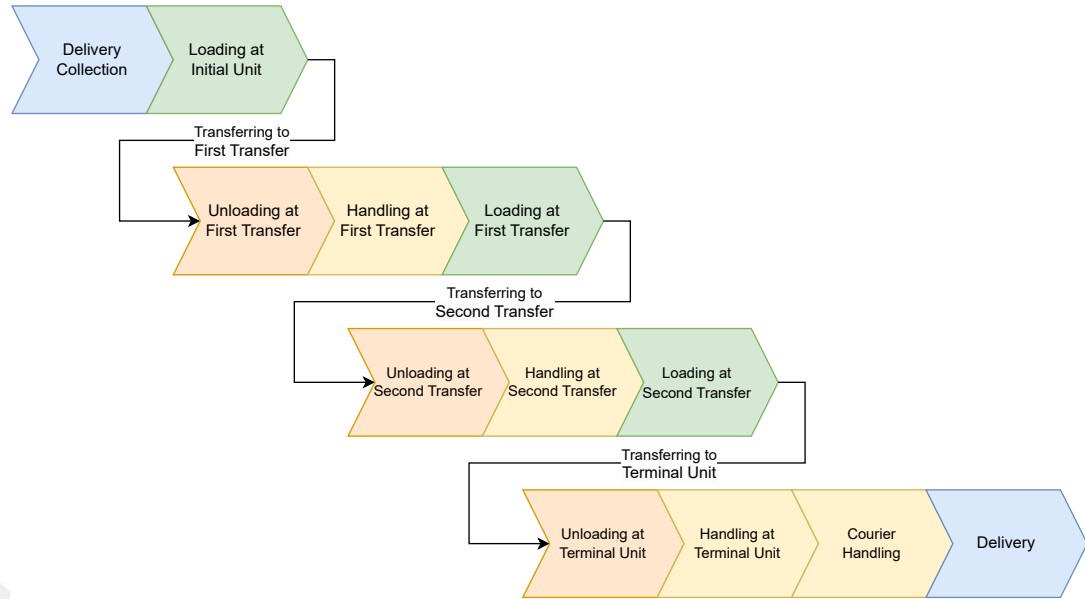 Delivery
Collection
Loading at
Initial Unit
Transferring to
First Transfer
Unloading at
First Transfer
Handling at
First Transfer
Loading at
First Transfer
Transferring to
Second Transfer
Unloading at
Second Transfer
Handling at
Second Transfer
Loading at
Second Transfer
Transferring to
Terminal Unit
Unloading at
Terminal Unit
Handling at
Terminal Unit
Courier
Handling
Delivery